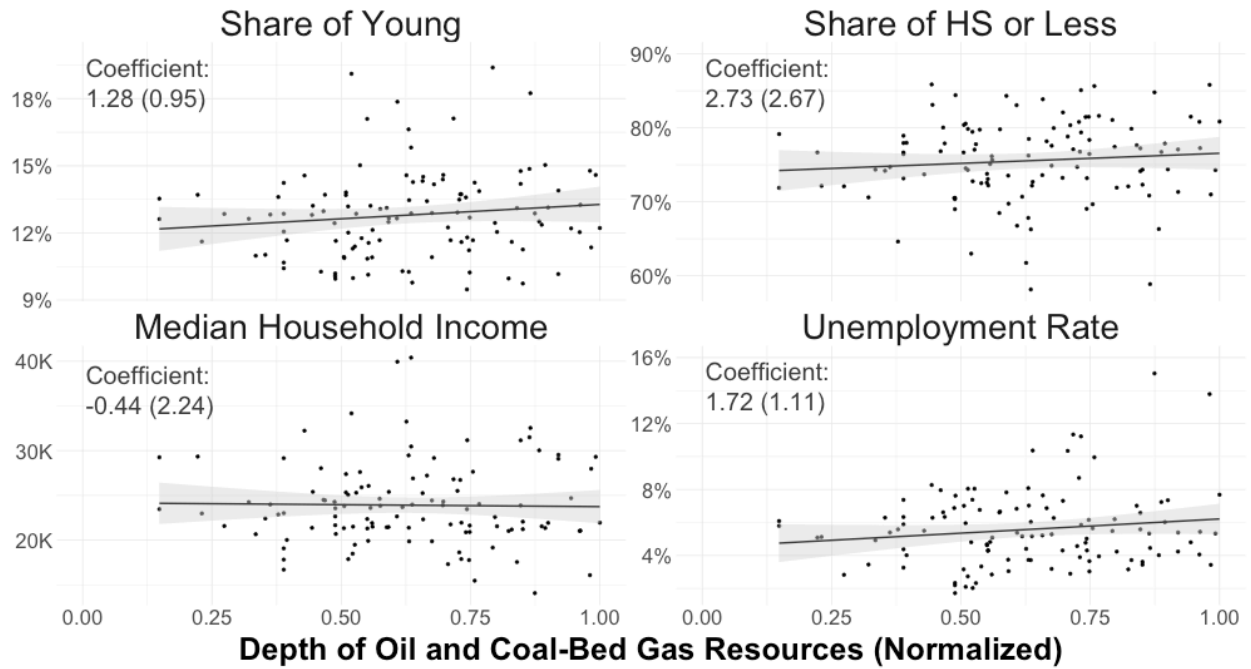 Share of Young
Coefficient:
1.28 (0.95)
18%
15%
12%
9%
Share of HS or Less
90%
Coefficient:
2.73 (2.67)
80%
70%
60%
Median Household Income
40K
Coefficient:
-0.44 (2.24)
30K
20K
0.00 0.25 0.50 0.75 1.00
Unemployment Rate
16%
Coefficient:
1.72 (1.11)
12%
8%
4%
0.00 0.25 0.50 0.75 1.00
Depth of Oil and Coal-Bed Gas Resources (Normalized)